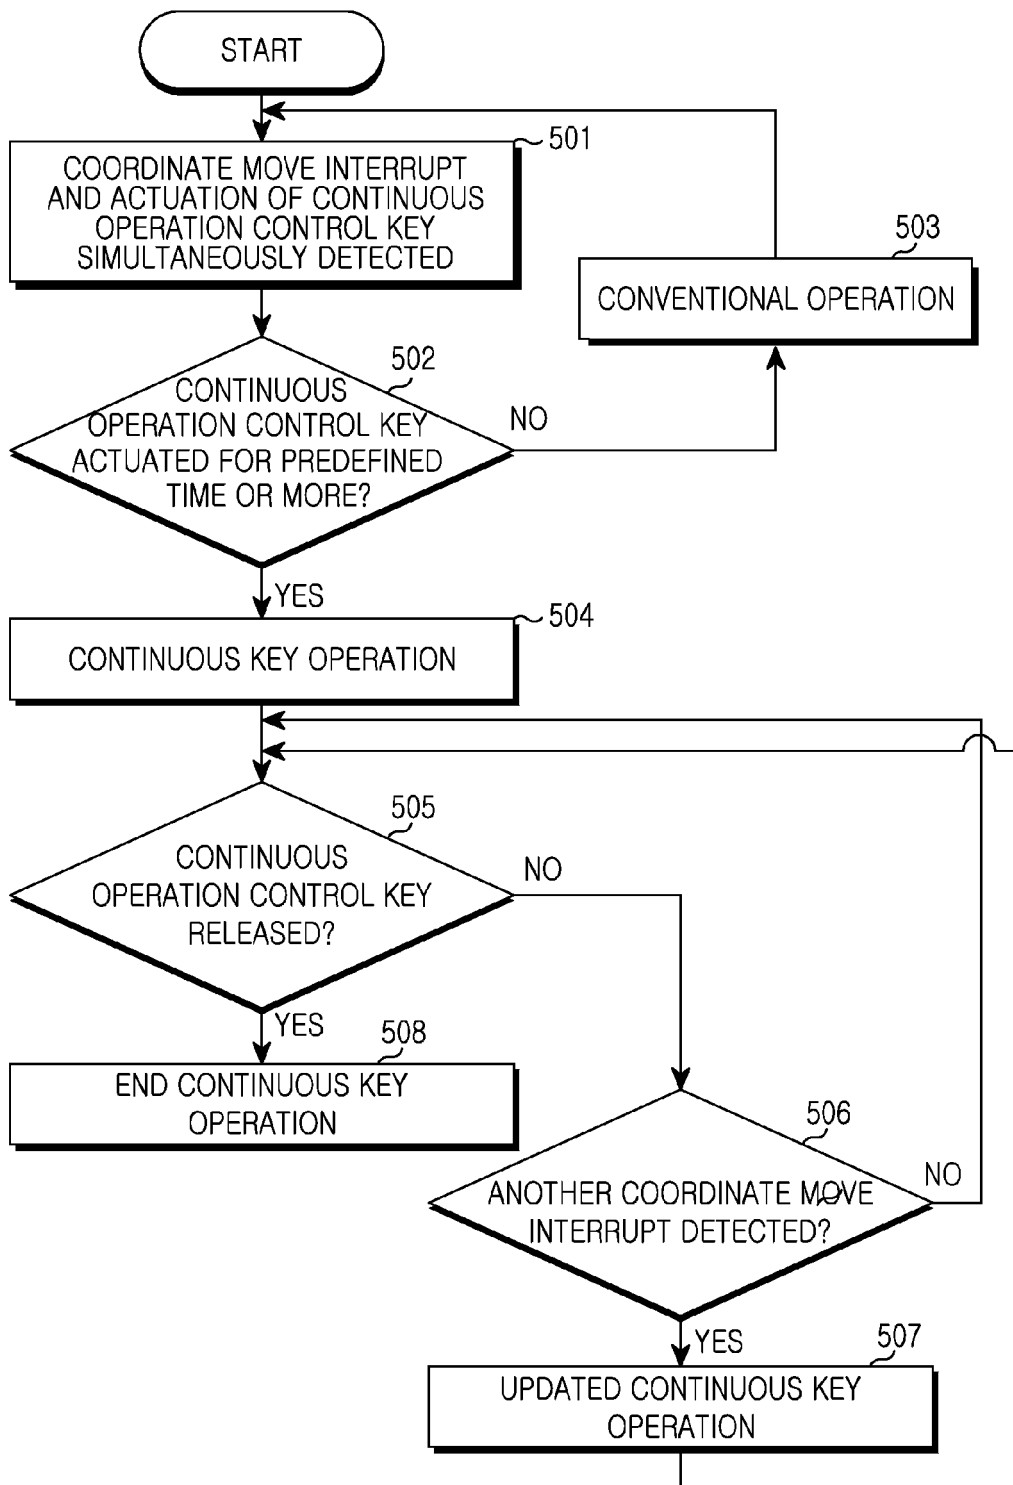 START
501
COORDINATE MOVE INTERRUPT
AND ACTUATION OF CONTINUOUS
OPERATION CONTROL KEY
SIMULTANEOUSLY DETECTED
503
CONVENTIONAL OPERATION
502
CONTINUOUS
OPERATION CONTROL KEY
ACTUATED FOR PREDEFINED
TIME OR MORE?
NO
YES
504
CONTINUOUS KEY OPERATION
505
CONTINUOUS
OPERATION CONTROL KEY
RELEASED?
NO
YES
508
END CONTINUOUS KEY
OPERATION
506
ANOTHER COORDINATE MOVE
INTERRUPT DETECTED?
NO
YES
507
UPDATED CONTINUOUS KEY
OPERATION